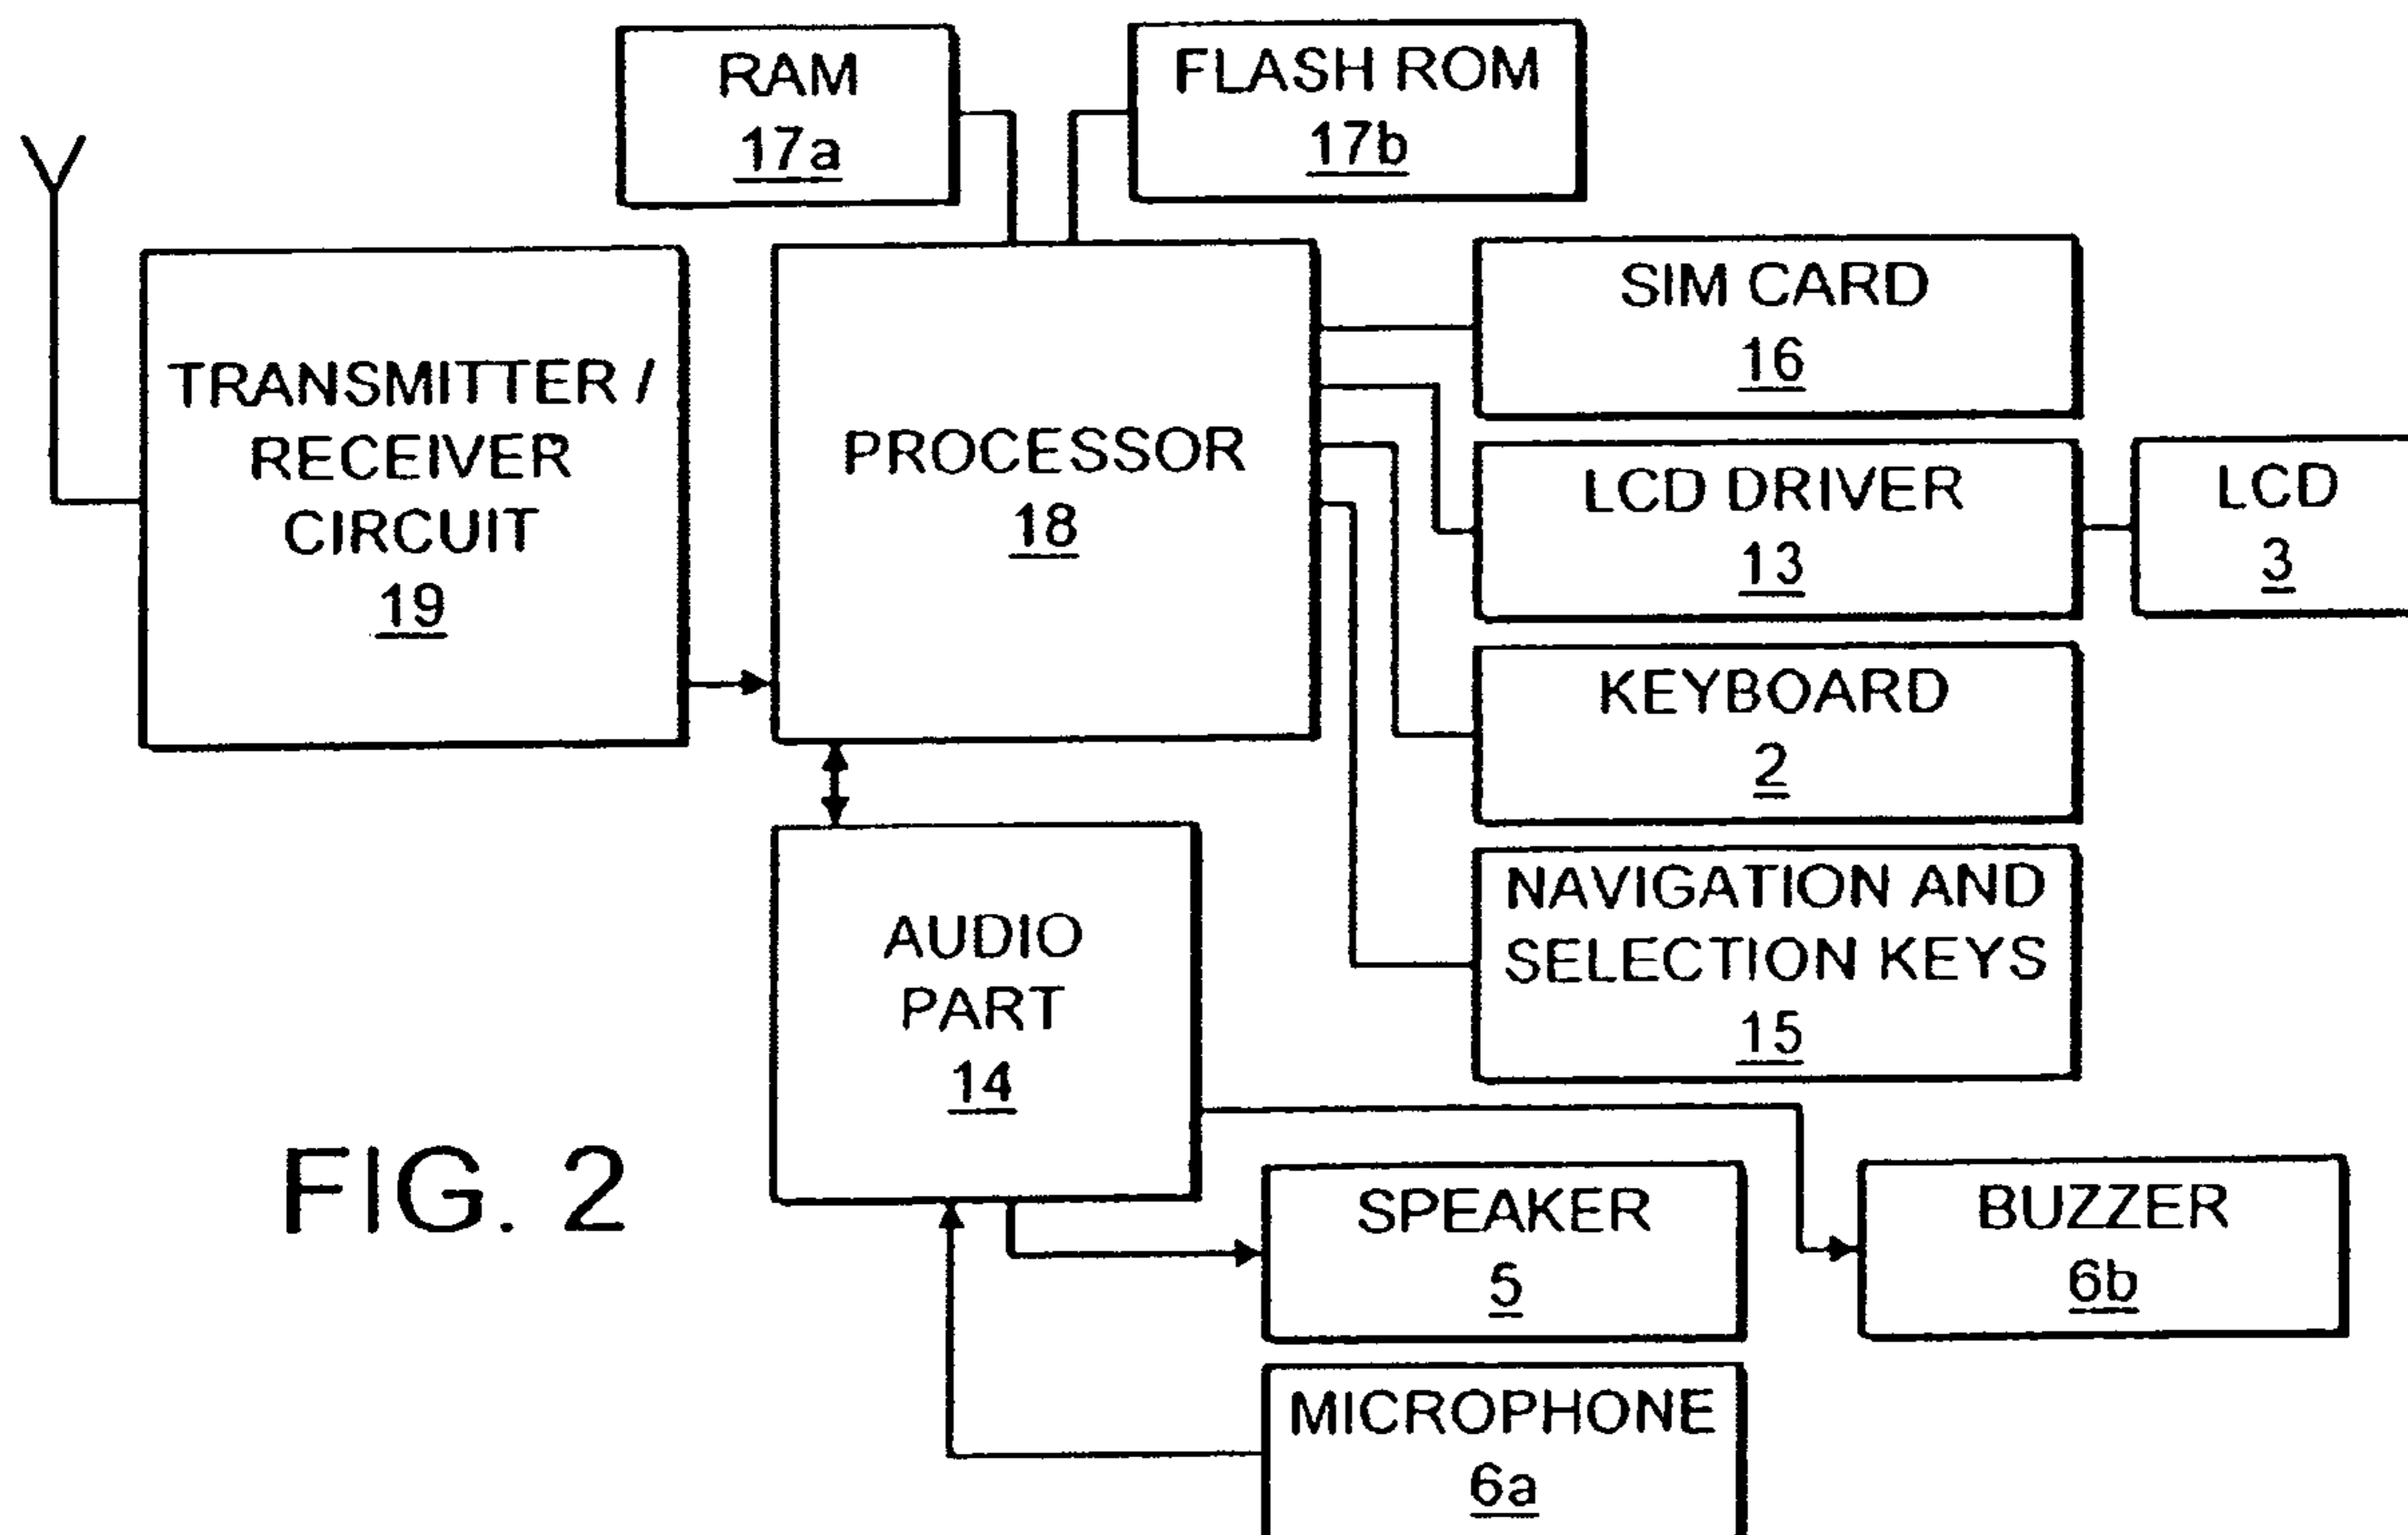 RAM
17a
FLASH ROM
17b
TRANSMITTER /
RECEIVER
CIRCUIT
19
PROCESSOR
18
SIM CARD
16
LCD DRIVER
13
LCD
3
KEYBOARD
2
NAVIGATION AND
SELECTION KEYS
15
AUDIO
PART
14
SPEAKER
5
BUZZER
6b
MICROPHONE
6a
FIG. 2